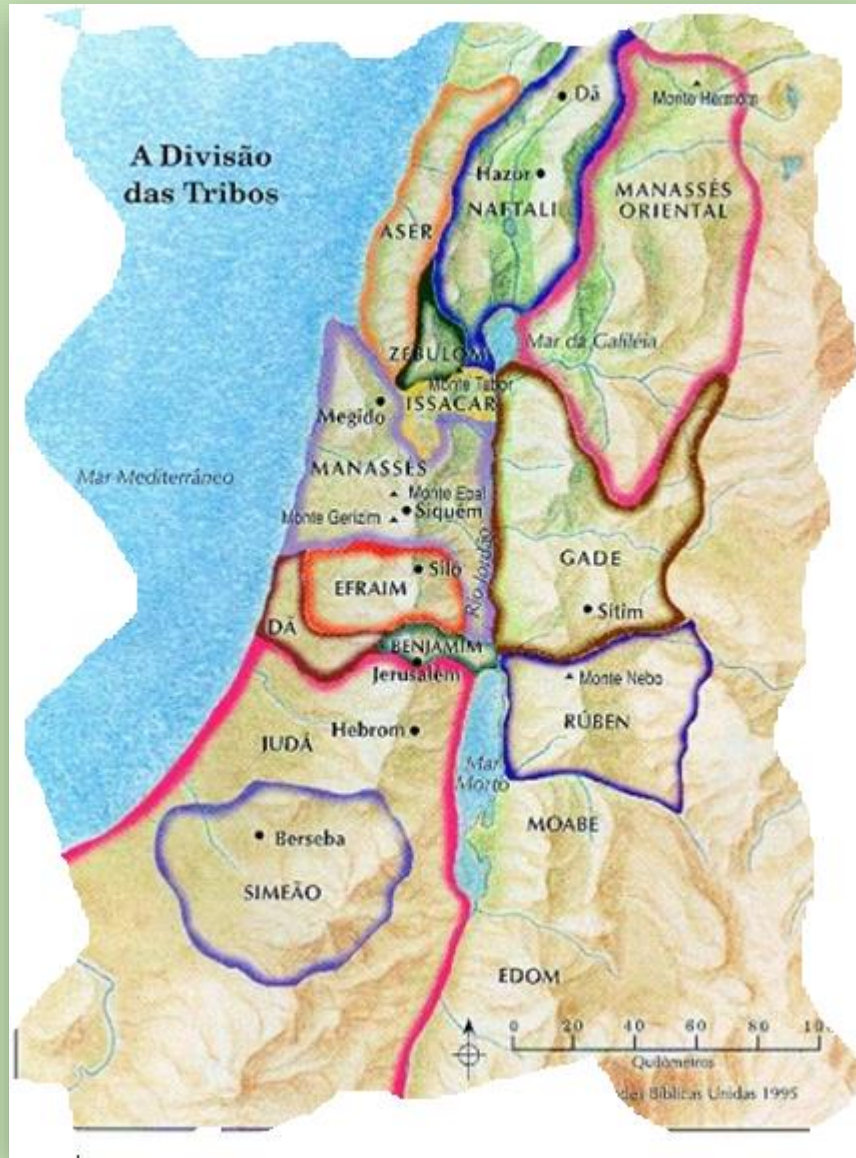 A Divisão
das Tribos
Dã
Monte Hermom
Hazor
NAFTALI
MANASSÉS
ORIENTAL
ASER
Mar da Galiléia
ZEBULOM
Monte Tabor
ISSACAR
Megido
MANASSÉS
Mar Mediterrâneo
Monte Ebal
Siquém
Monte Gerizim
Rio Jordão
GADE
Siló
EFRAIM
Sitim
DÃ
BENJAMIM
Jerusalém
Monte Nebo
RÚBEN
Hebrom
JUDÁ
Mar
Morto
MOABE
Berseba
SIMEÃO
EDOM
0 20 40 60 80
Quilômetros
Bíblicas Unidas 1995